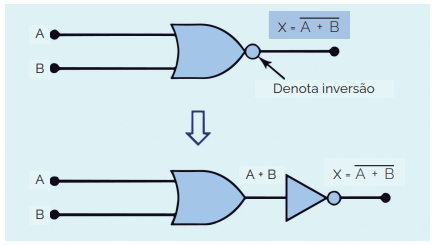 X = A̅ ̅+̅ ̅B̅
A
B
Denota inversão
A
A + B
X = A̅ ̅+̅ ̅B̅
B